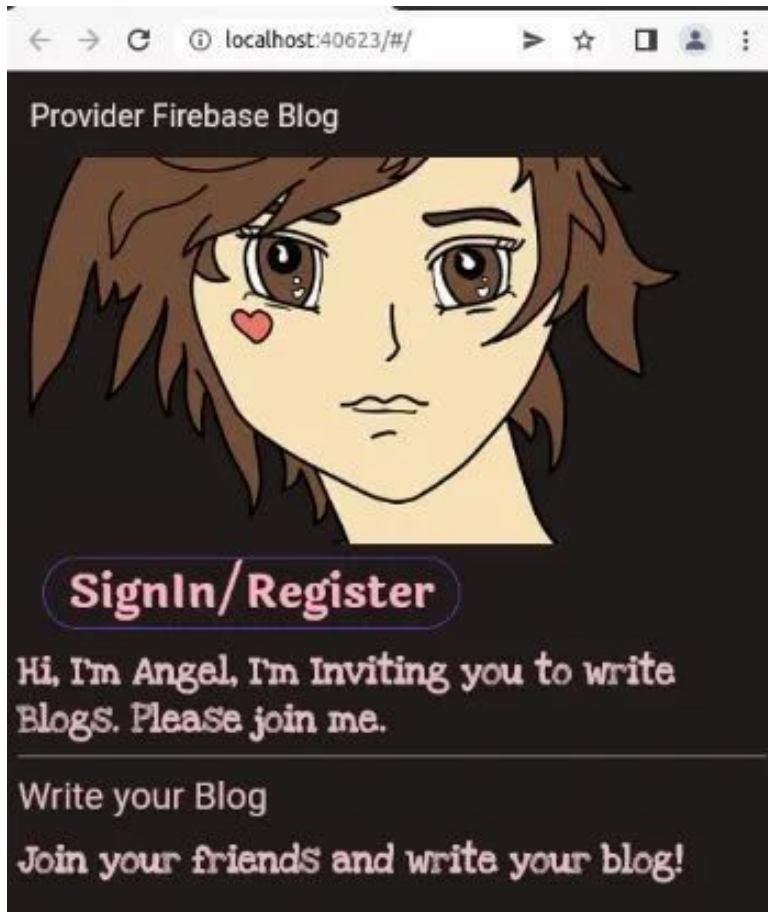 localhost:40623/#/
Provider Firebase Blog
SignIn/Register
Hi, I'm Angel, I'm Inviting you to write
Blogs. Please join me.
Write your Blog
Join your friends and write your blog!